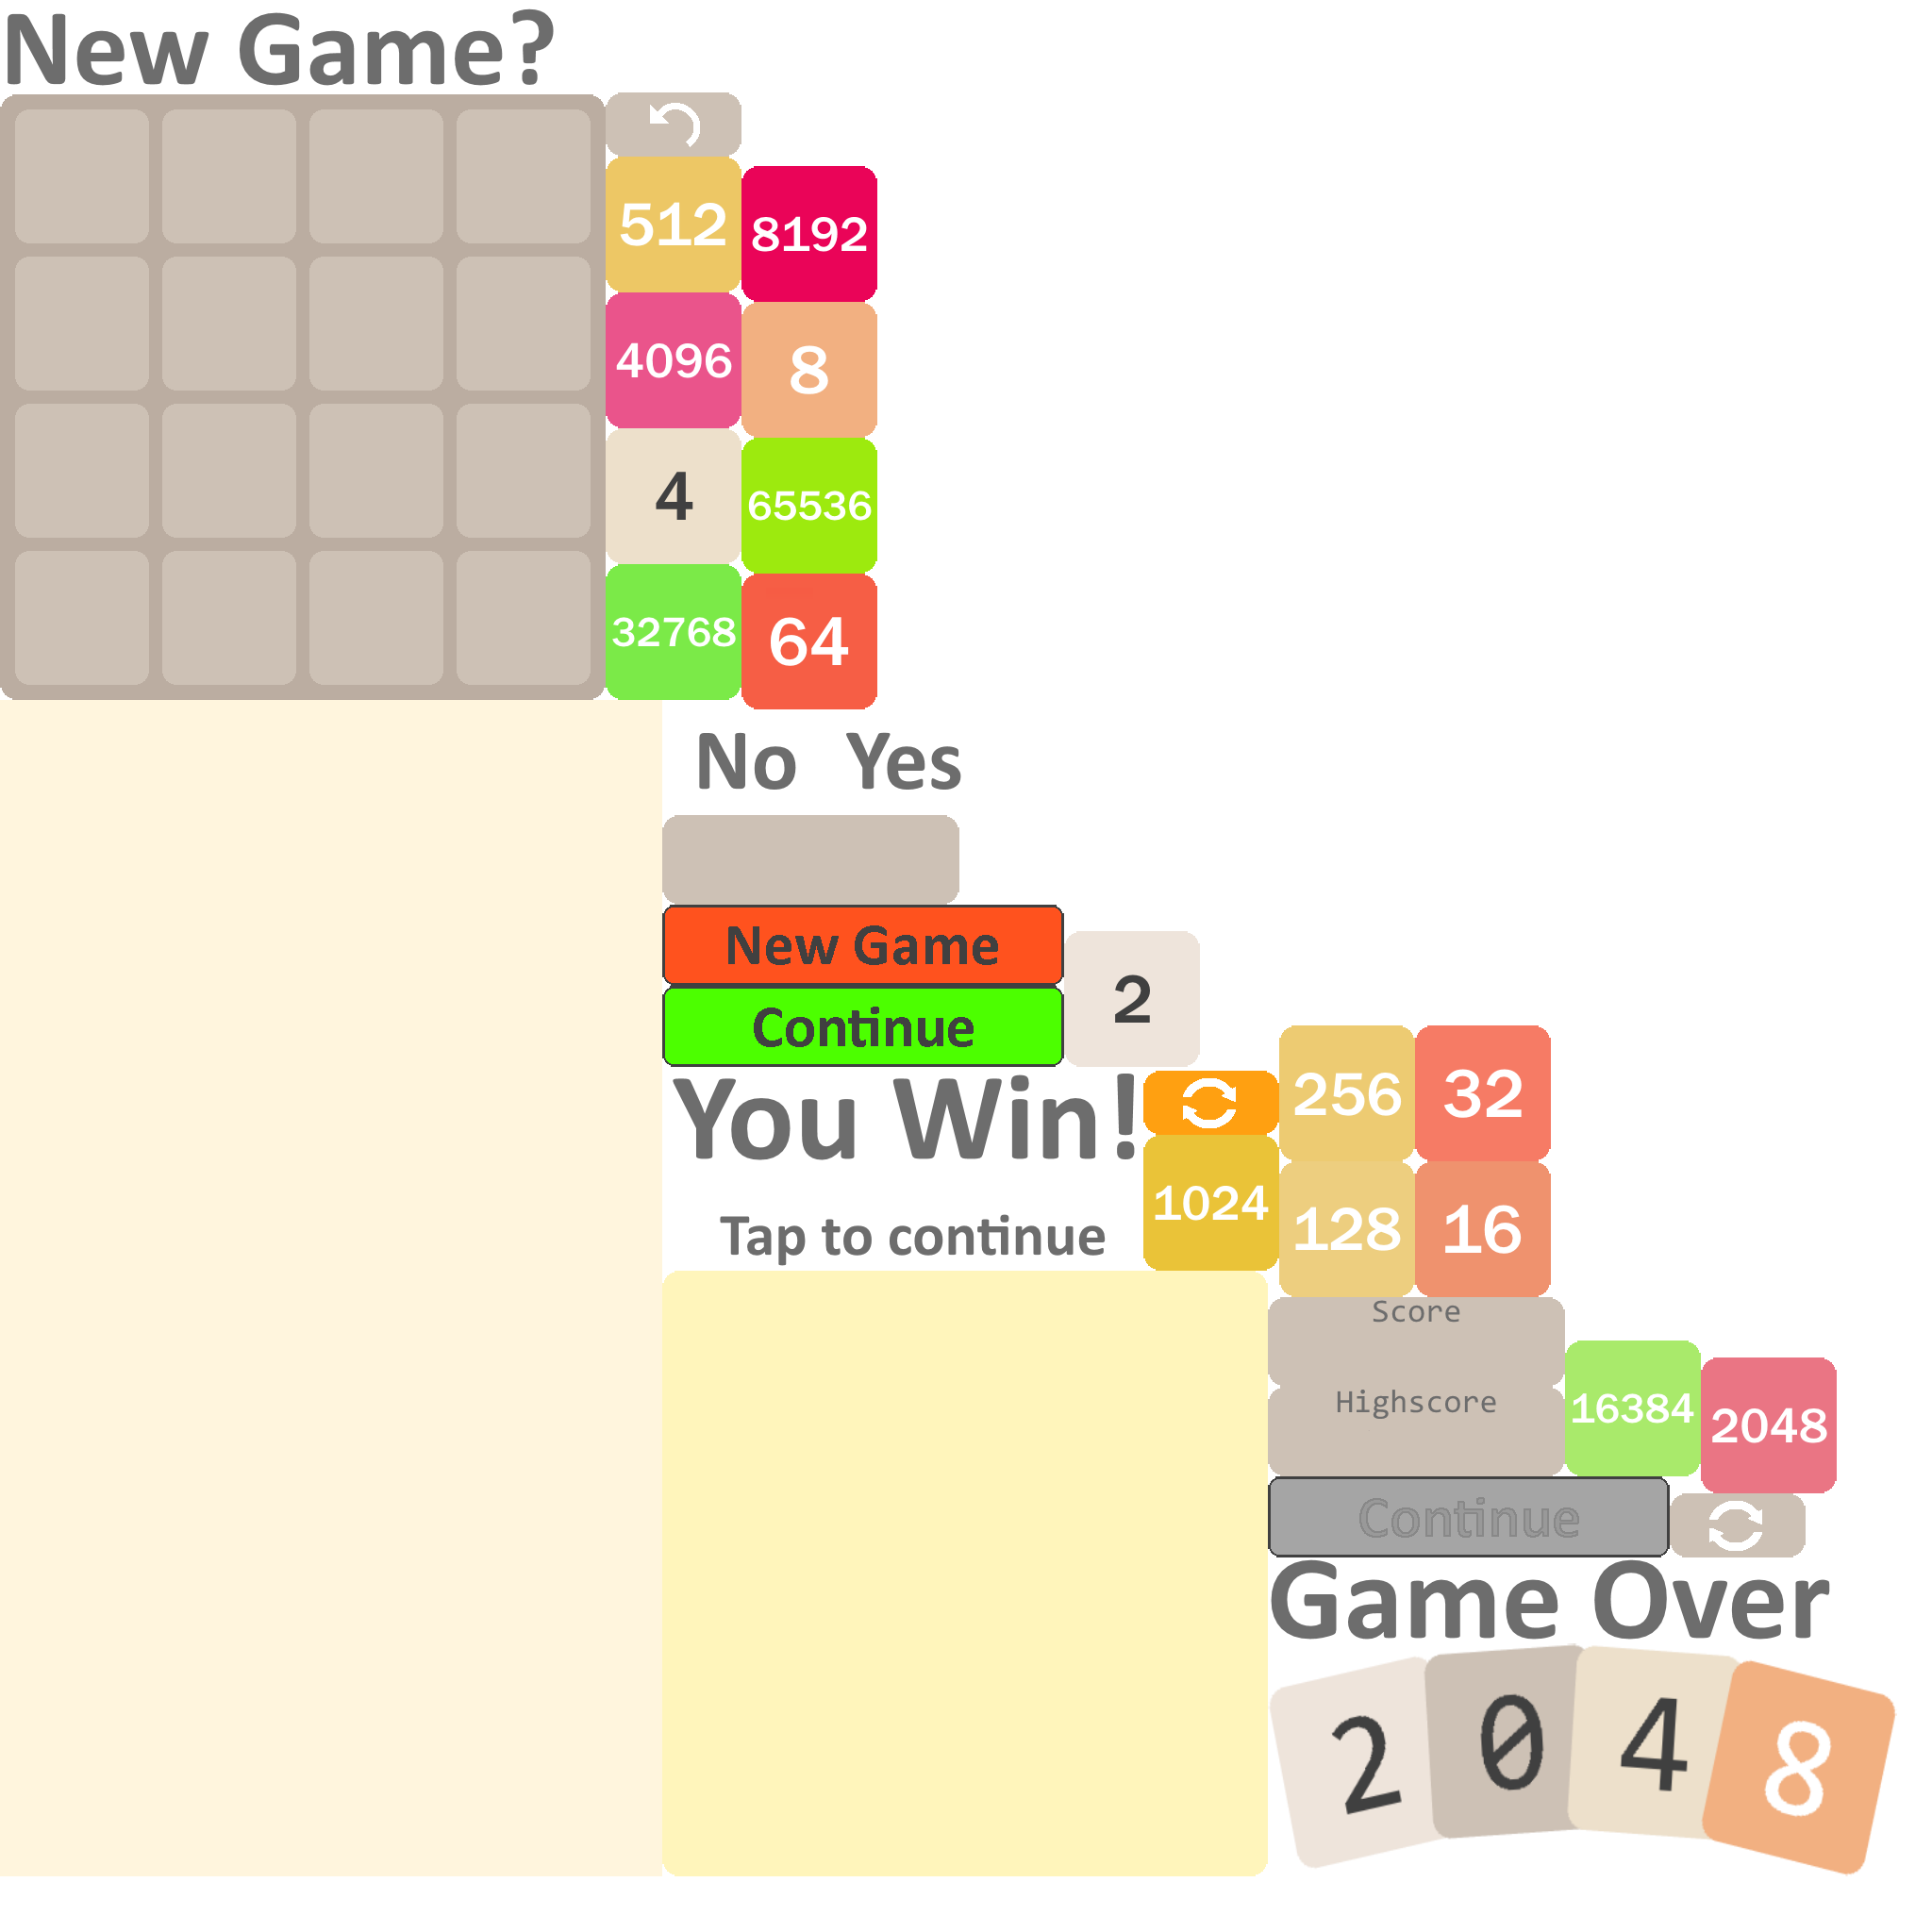 New Game?
512
8192
4096
8
4
65536
32768
64
No Yes
New Game
2
Continue
You Win!
256
32
1024
128
16
Tap to continue
Score
Highscore
16384
2048
Continue
Game Over
2 0 4 8